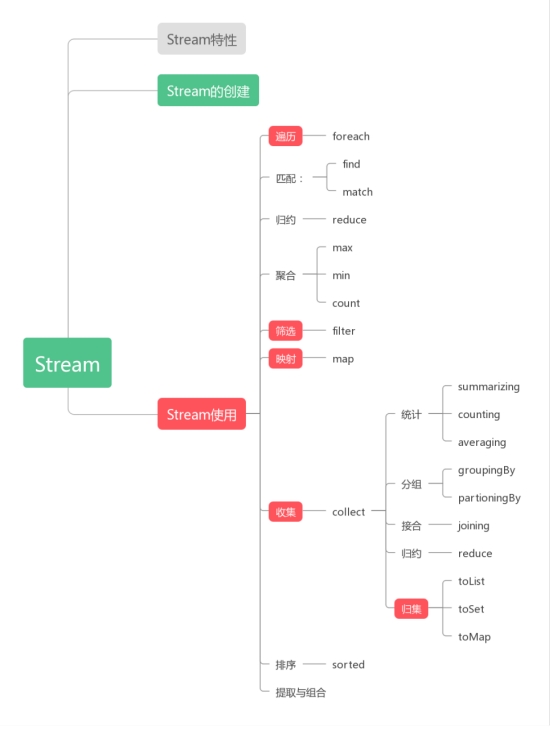 Stream特性
Stream的创建
遍历
foreach
匹配：
find
match
归约
reduce
max
聚合
min
count
筛选
filter
映射
map
Stream
Stream使用
summarizing
统计
counting
averaging
groupingBy
分组
partioningBy
收集
collect
接合
joining
归约
reduce
toList
归集
toSet
toMap
排序
sorted
提取与组合